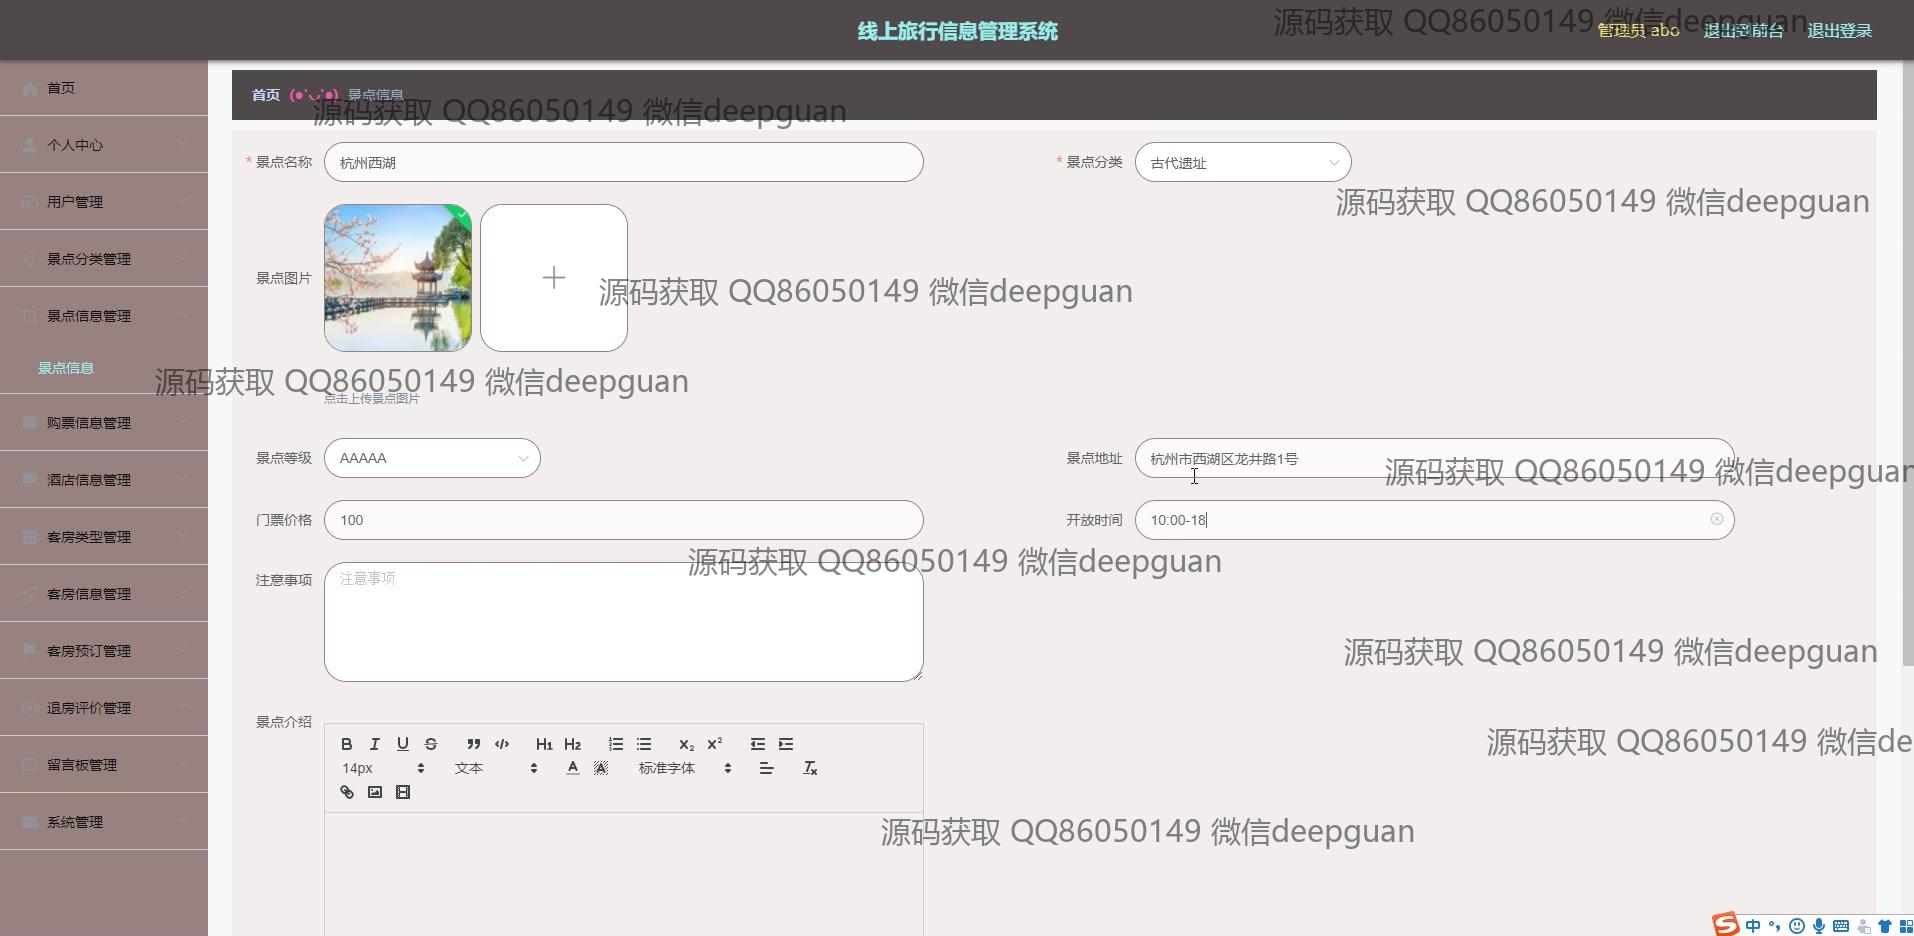 线上旅行信息管理系统
源码获取 QQ86050149 微信deepguan
管理员 abo 退出到前台 退出登录
首页
个人中心
用户管理
景点分类管理
景点信息管理
景点信息
购票信息管理
酒店信息管理
客房类型管理
客房信息管理
客房预订管理
退房评价管理
留言板管理
系统管理
首页 (●'◡'●) 景点信息
源码获取 QQ86050149 微信deepguan
* 景点名称 杭州西湖
* 景点分类 古代遗址
源码获取 QQ86050149 微信deepguan
景点图片
源码获取 QQ86050149 微信deepguan
源码获取 QQ86050149 微信deepguan
点击上传景点图片
景点等级 AAAAA
景点地址 杭州市西湖区龙井路1号
源码获取 QQ86050149 微信deepguan
门票价格 100
开放时间 10:00-18
源码获取 QQ86050149 微信deepguan
注意事项 注意事项
源码获取 QQ86050149 微信deepguan
景点介绍
B I U S H1 H2 X2 X2
14px 文本 A A 标准字体 Tx
源码获取 QQ86050149 微信de
源码获取 QQ86050149 微信deepguan
S 中